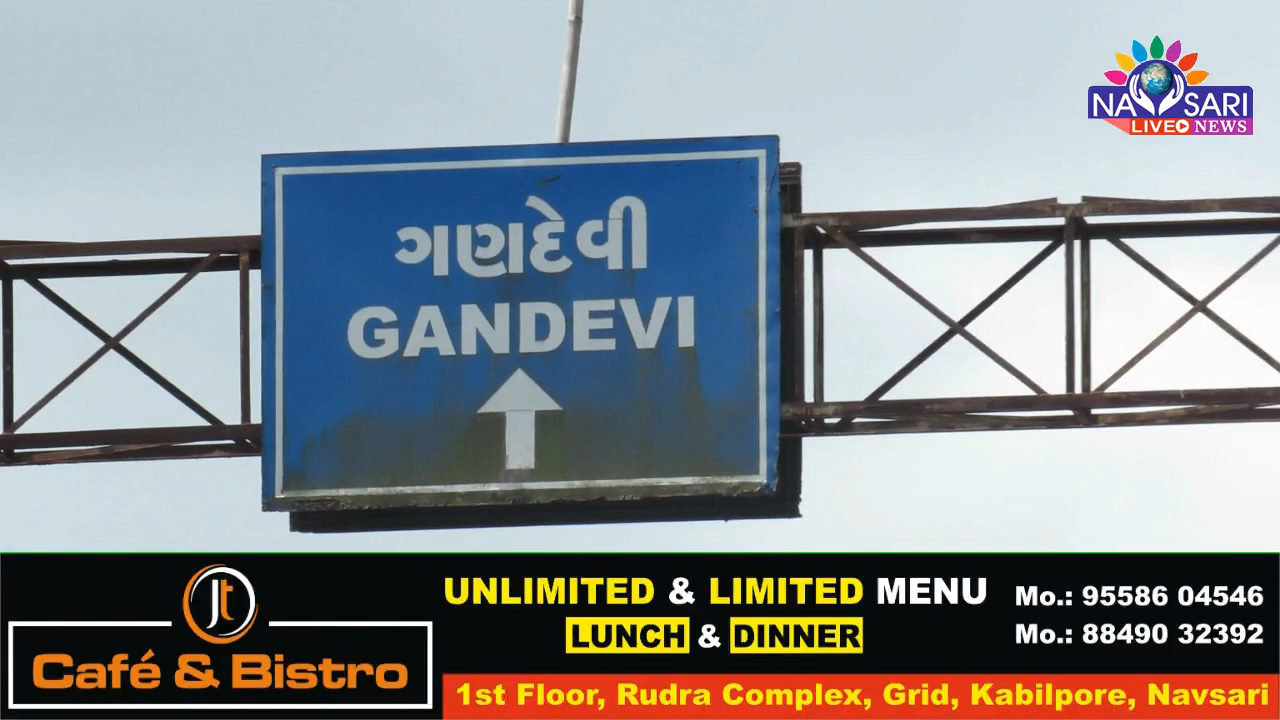 NAVSARI
LIVE NEWS
ગણદેવી
GANDEVI
Jt
Café & Bistro
UNLIMITED & LIMITED MENU
LUNCH & DINNER
Mo.: 95586 04546
Mo.: 88490 32392
1st Floor, Rudra Complex, Grid, Kabilpore, Navsari